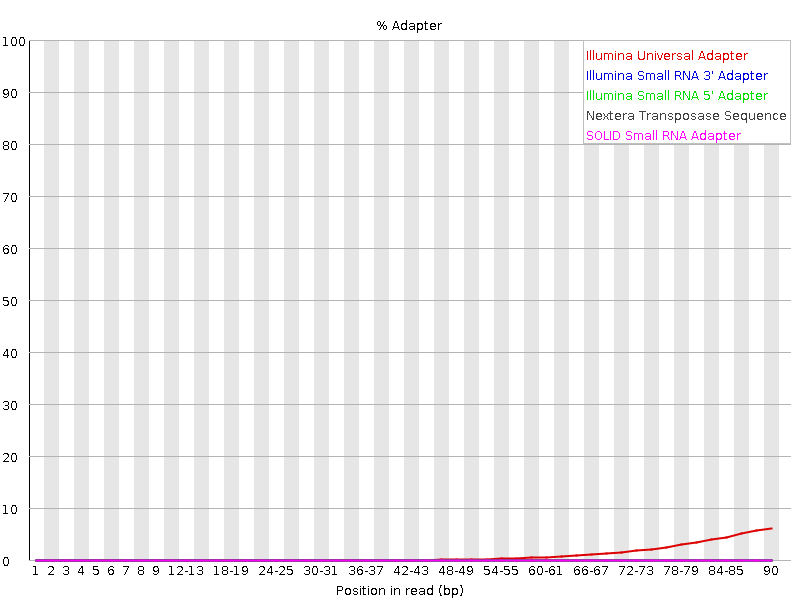 % Adapter
100
90
80
70
60
50
40
30
20
10
0
Illumina Universal Adapter
Illumina Small RNA 3' Adapter
Illumina Small RNA 5' Adapter
Nextera Transposase Sequence
SOLID Small RNA Adapter
1 2 3 4 5 6 7 8 9 12-13 18-19 24-25 30-31 36-37 42-43 48-49 54-55 60-61 66-67 72-73 78-79 84-85 90
Position in read (bp)